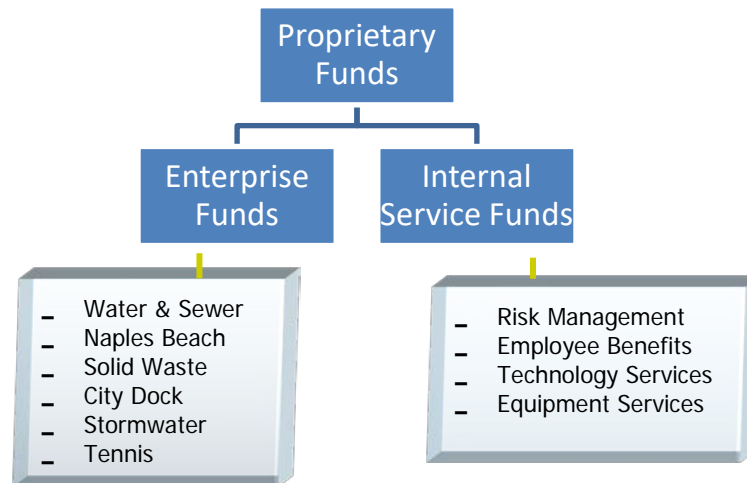 Proprietary
Funds
Enterprise
Funds
Internal
Service Funds
– Water & Sewer
– Naples Beach
– Solid Waste
– City Dock
– Stormwater
– Tennis
– Risk Management
– Employee Benefits
– Technology Services
– Equipment Services